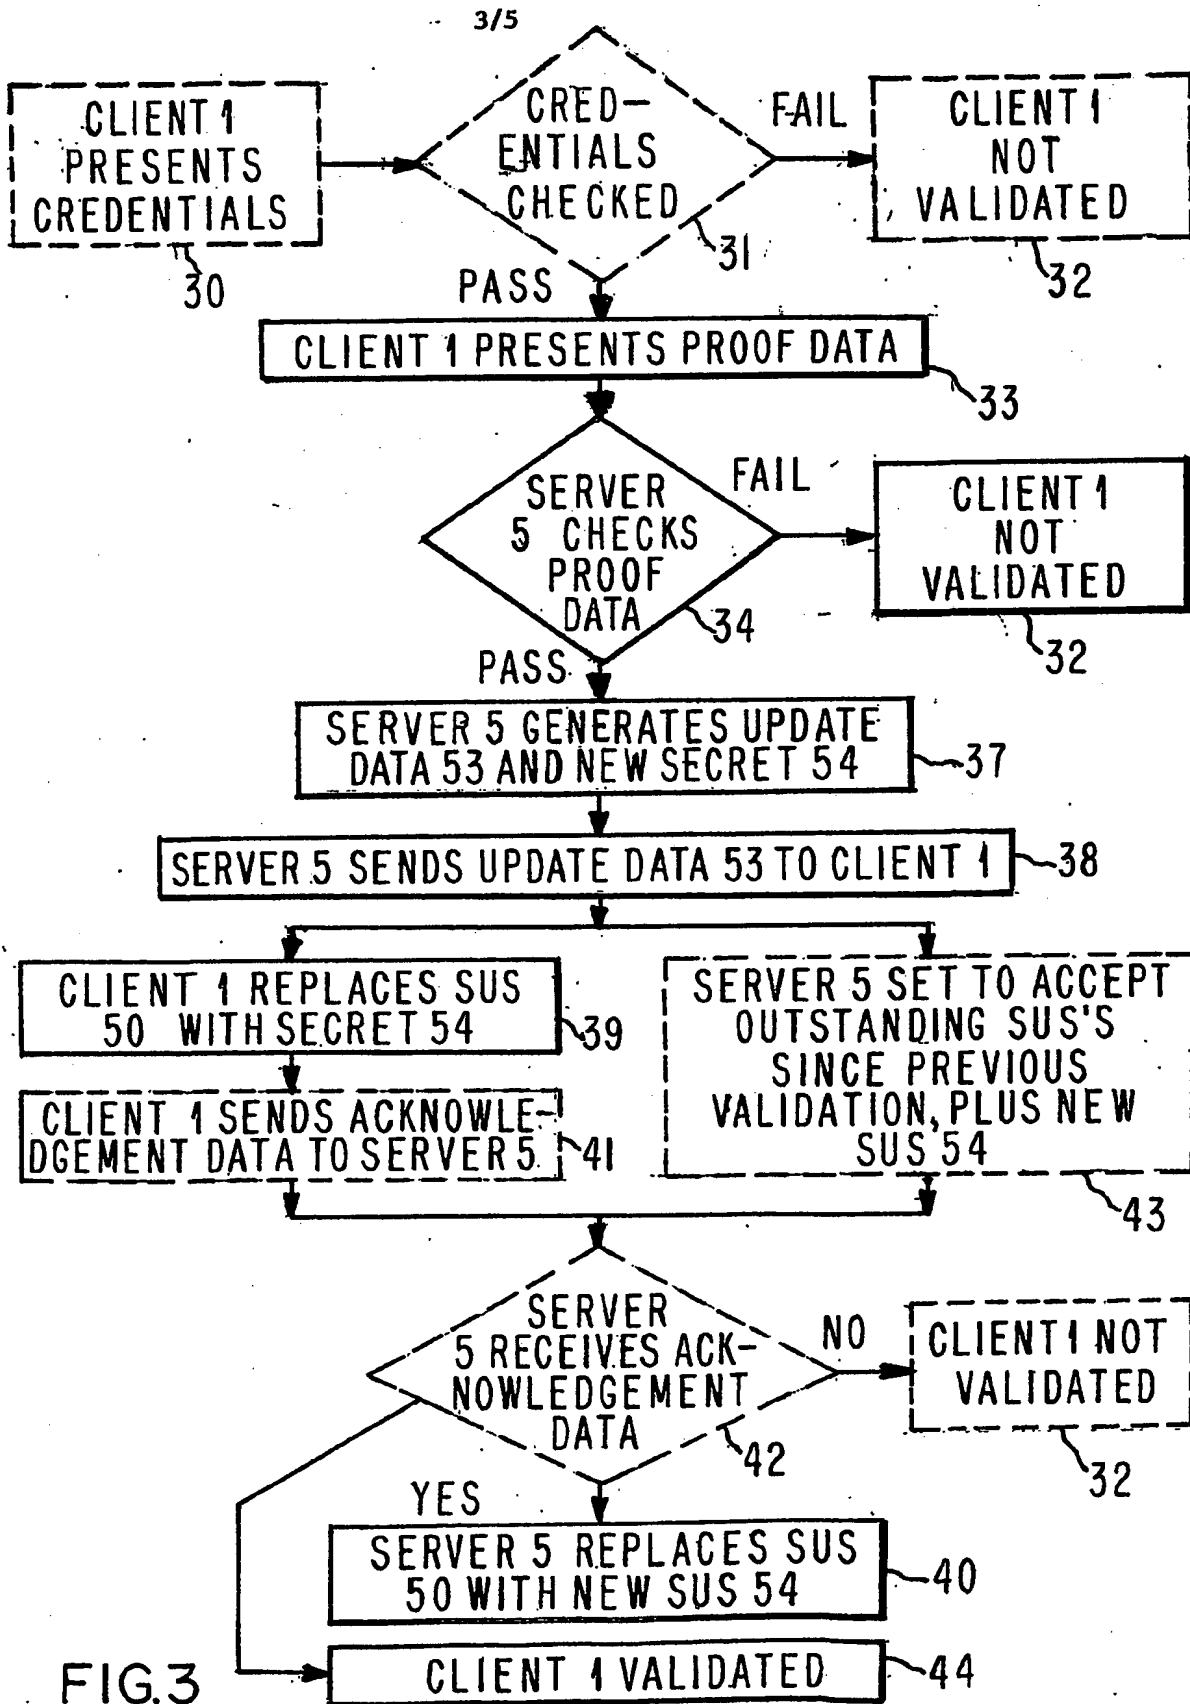 3/5
CLIENT 1
PRESENTS
CREDENTIALS
30
CRED-
ENTIALS
CHECKED
31
FAIL
CLIENT 1
NOT
VALIDATED
32
PASS
CLIENT 1 PRESENTS PROOF DATA
33
SERVER
5 CHECKS
PROOF
DATA
34
FAIL
CLIENT 1
NOT
VALIDATED
32
PASS
SERVER 5 GENERATES UPDATE
DATA 53 AND NEW SECRET 54
37
SERVER 5 SENDS UPDATE DATA 53 TO CLIENT 1
38
CLIENT 1 REPLACES SUS
50 WITH SECRET 54
39
CLIENT 1 SENDS ACKNOWLE-
DGEMENT DATA TO SERVER 5
41
SERVER 5 SET TO ACCEPT
OUTSTANDING SUS'S
SINCE PREVIOUS
VALIDATION, PLUS NEW
SUS 54
43
SERVER
5 RECEIVES ACK-
NOWLEDGEMENT
DATA
42
NO
CLIENT 1 NOT
VALIDATED
32
YES
SERVER 5 REPLACES SUS
50 WITH NEW SUS 54
40
CLIENT 1 VALIDATED
44
FIG.3